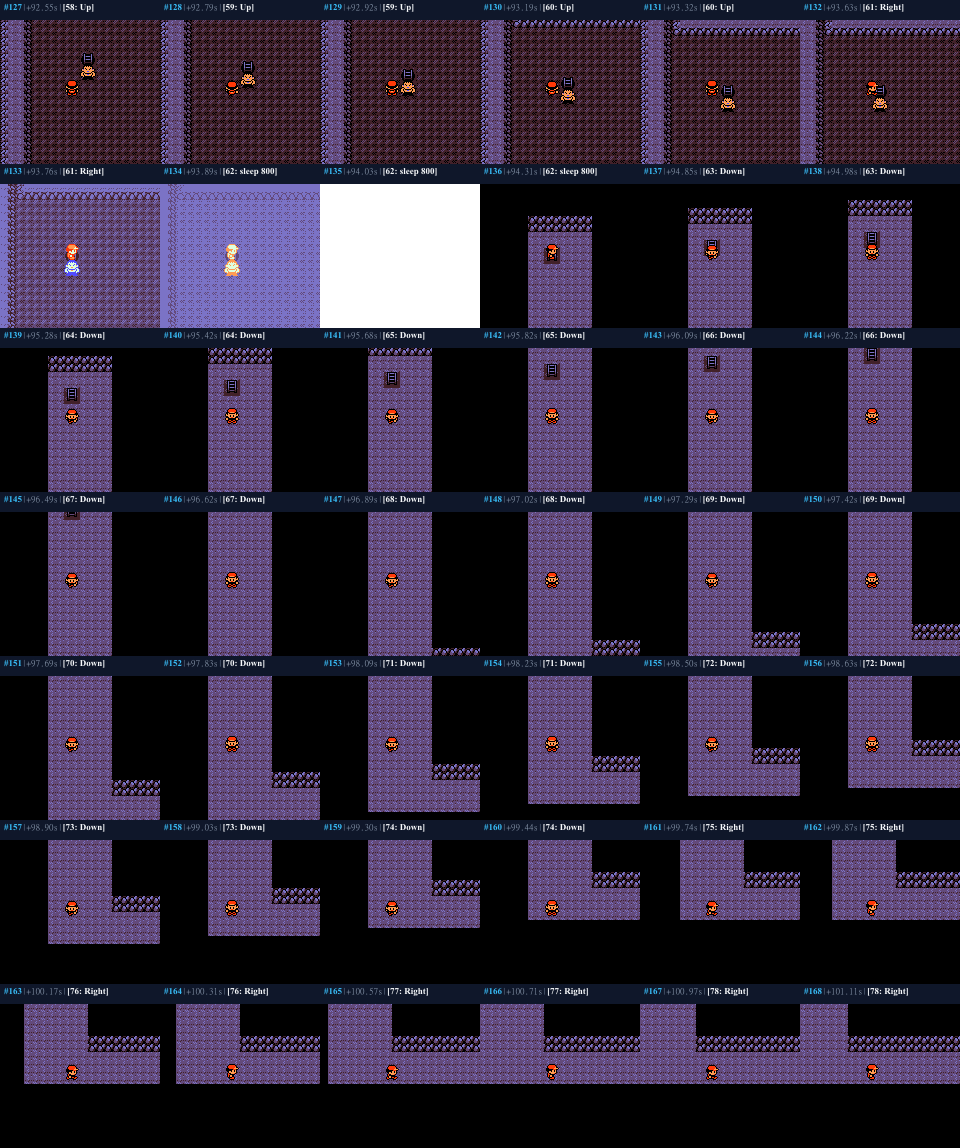 #127 | +92.55s | [58: Up] #128 | +92.79s | [59: Up] #129 | +92.92s | [59: Up] #130 | +93.19s | [60: Up] #131 | +93.32s | [60: Up] #132 | +93.63s | [61: Right]
#133 | +93.76s | [61: Right] #134 | +93.89s | [62: sleep 800] #135 | +94.03s | [62: sleep 800] #136 | +94.31s | [62: sleep 800] #137 | +94.85s | [63: Down] #138 | +94.98s | [63: Down]
#139 | +95.28s | [64: Down] #140 | +95.42s | [64: Down] #141 | +95.68s | [65: Down] #142 | +95.82s | [65: Down] #143 | +96.09s | [66: Down] #144 | +96.22s | [66: Down]
#145 | +96.49s | [67: Down] #146 | +96.62s | [67: Down] #147 | +96.89s | [68: Down] #148 | +97.02s | [68: Down] #149 | +97.29s | [69: Down] #150 | +97.42s | [69: Down]
#151 | +97.69s | [70: Down] #152 | +97.83s | [70: Down] #153 | +98.09s | [71: Down] #154 | +98.23s | [71: Down] #155 | +98.50s | [72: Down] #156 | +98.63s | [72: Down]
#157 | +98.90s | [73: Down] #158 | +99.03s | [73: Down] #159 | +99.30s | [74: Down] #160 | +99.44s | [74: Down] #161 | +99.74s | [75: Right] #162 | +99.87s | [75: Right]
#163 | +100.17s | [76: Right] #164 | +100.31s | [76: Right] #165 | +100.57s | [77: Right] #166 | +100.71s | [77: Right] #167 | +100.97s | [78: Right] #168 | +101.11s | [78: Right]